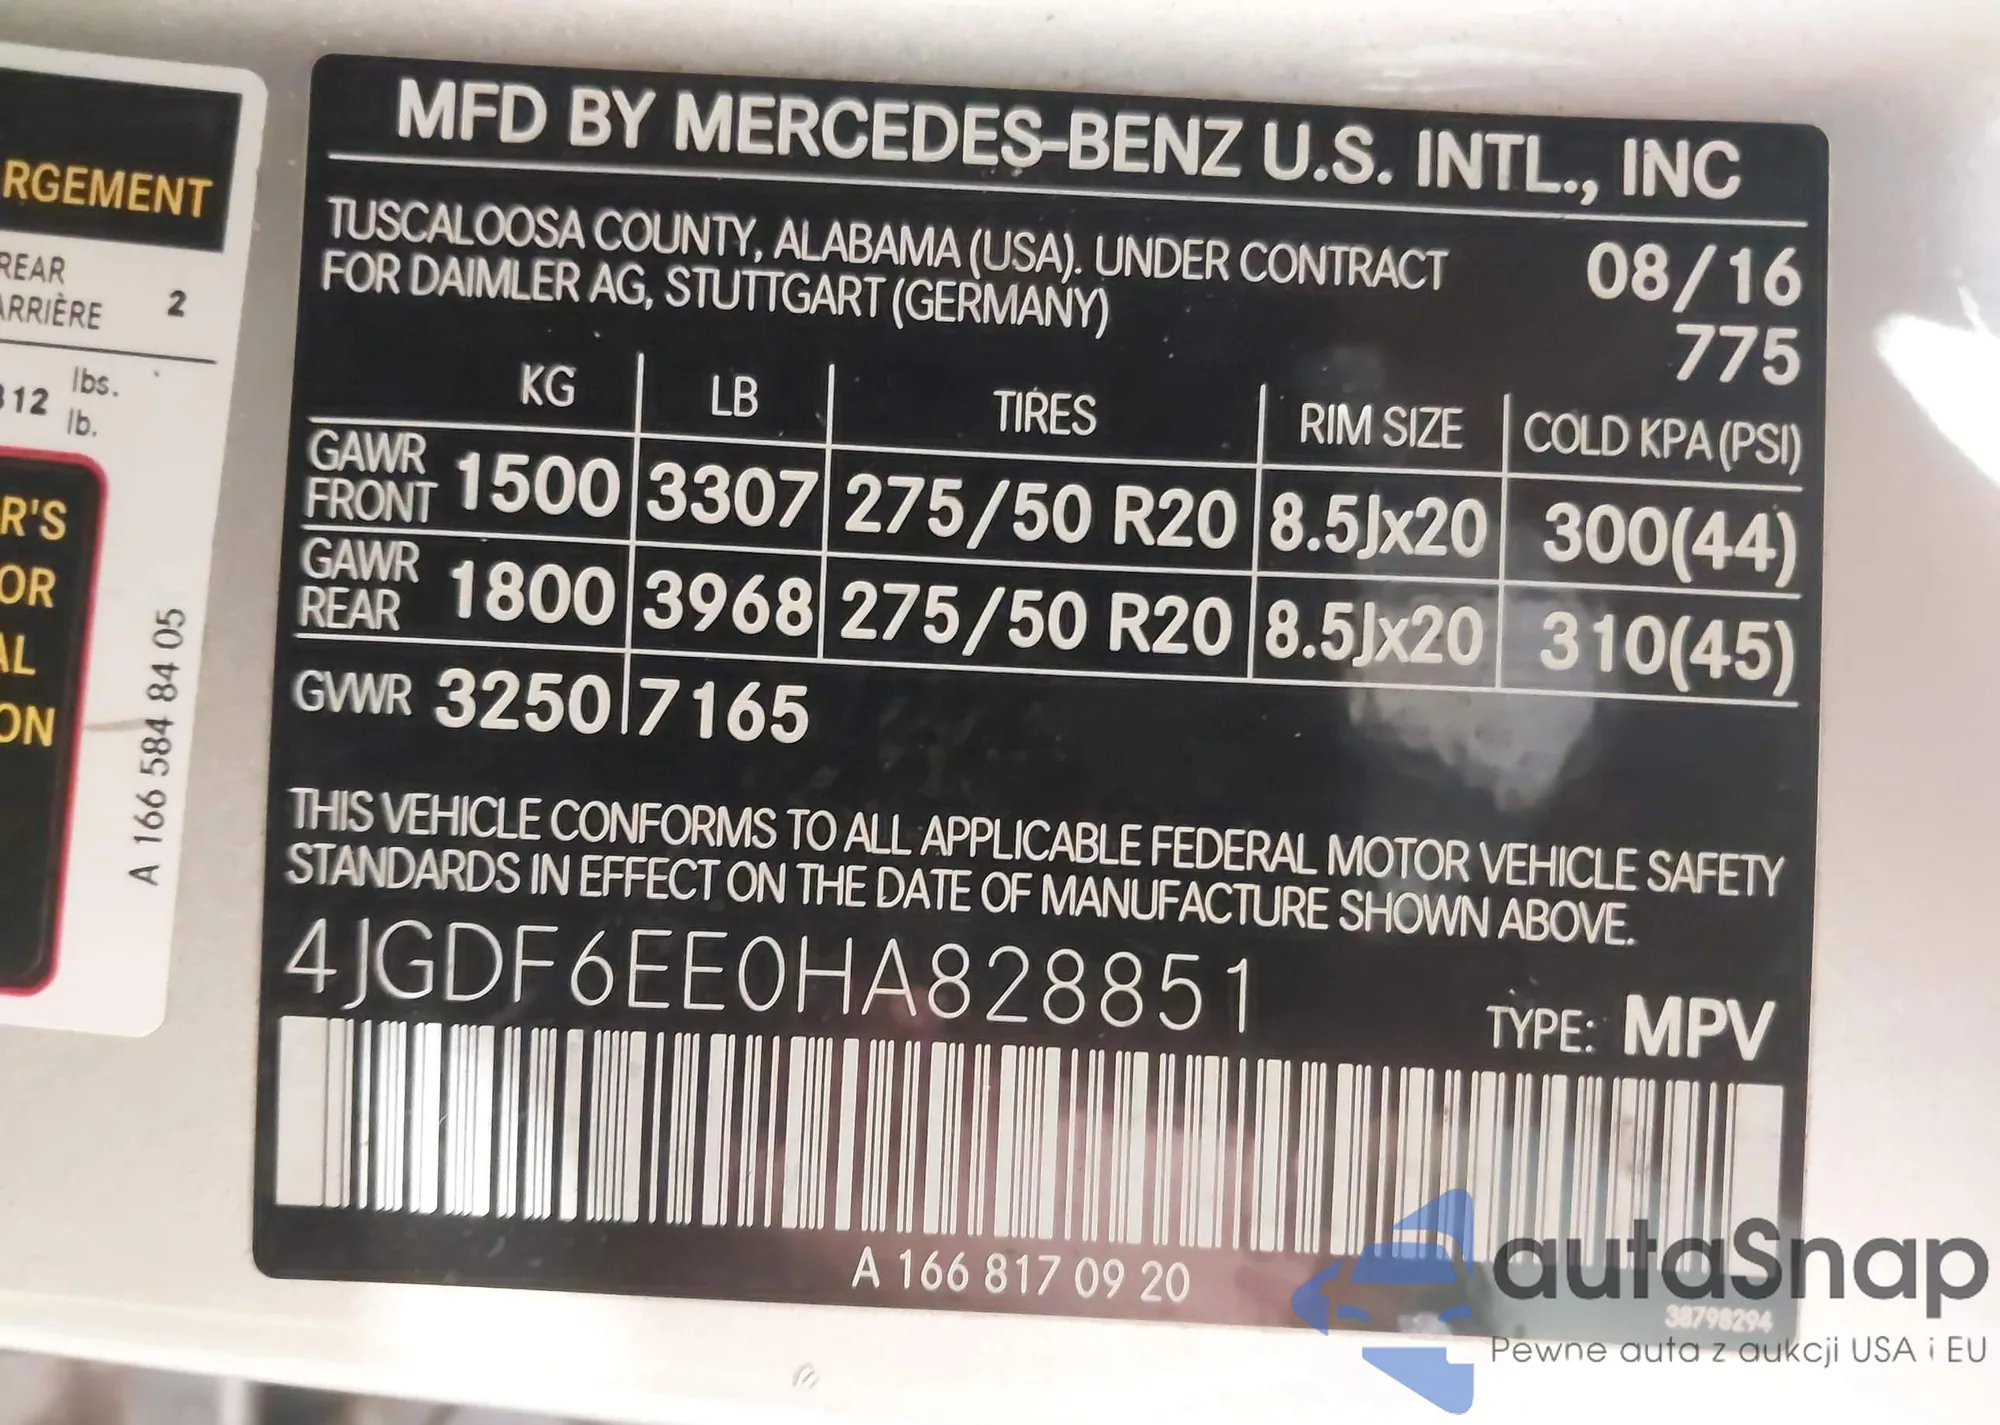 RGEMENT
REAR
ARRIÈRE 2
312 lbs.
lb.
R'S
OR
AL
ON
A 166 584 84 05
MFD BY MERCEDES-BENZ U.S. INTL., INC
TUSCALOOSA COUNTY, ALABAMA (USA). UNDER CONTRACT
FOR DAIMLER AG, STUTTGART (GERMANY)
08/16
775
KG LB TIRES RIM SIZE COLD KPA (PSI)
GAWR FRONT 1500 3307 275/50 R20 8.5Jx20 300(44)
GAWR REAR 1800 3968 275/50 R20 8.5Jx20 310(45)
GVWR 3250 7165
THIS VEHICLE CONFORMS TO ALL APPLICABLE FEDERAL MOTOR VEHICLE SAFETY
STANDARDS IN EFFECT ON THE DATE OF MANUFACTURE SHOWN ABOVE.
4JGDF6EE0HA828851
TYPE: MPV
A 166 817 09 20
autaSnap
38798294
Pewne auta z aukcji USA i EU